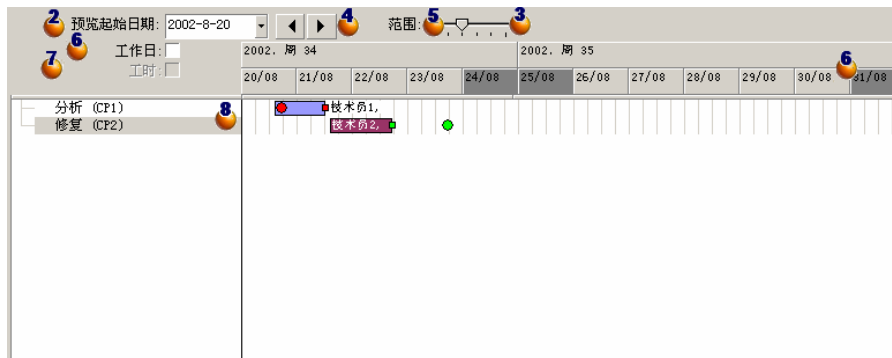 2 预览起始日期: 2002-8-20 4 范围: 5 3
6 工作日: 2002. 周 34 2002. 周 35
7 工时: 6
20/08 21/08 22/08 23/08 24/08 25/08 26/08 27/08 28/08 29/08 30/08 31/08
分析 (CP1) 8 技术员1,
修复 (CP2) 技术员2,